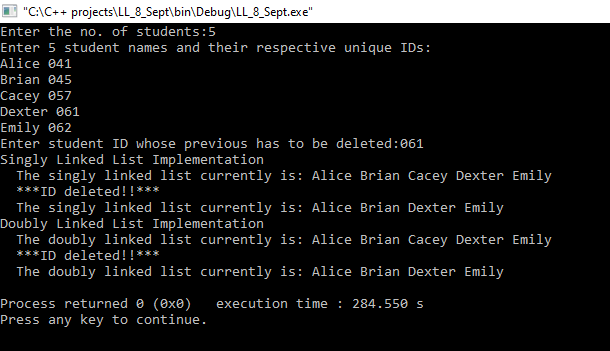 "C:\C++ projects\LL_8_Sept\bin\Debug\LL_8_Sept.exe"
Enter the no. of students:5
Enter 5 student names and their respective unique IDs:
Alice 041
Brian 045
Cacey 057
Dexter 061
Emily 062
Enter student ID whose previous has to be deleted:061
Singly Linked List Implementation
  The singly linked list currently is: Alice Brian Cacey Dexter Emily
  ***ID deleted!!***
  The singly linked list currently is: Alice Brian Dexter Emily
Doubly Linked List Implementation
  The doubly linked list currently is: Alice Brian Cacey Dexter Emily
  ***ID deleted!!***
  The doubly linked list currently is: Alice Brian Dexter Emily

Process returned 0 (0x0)   execution time : 284.550 s
Press any key to continue.